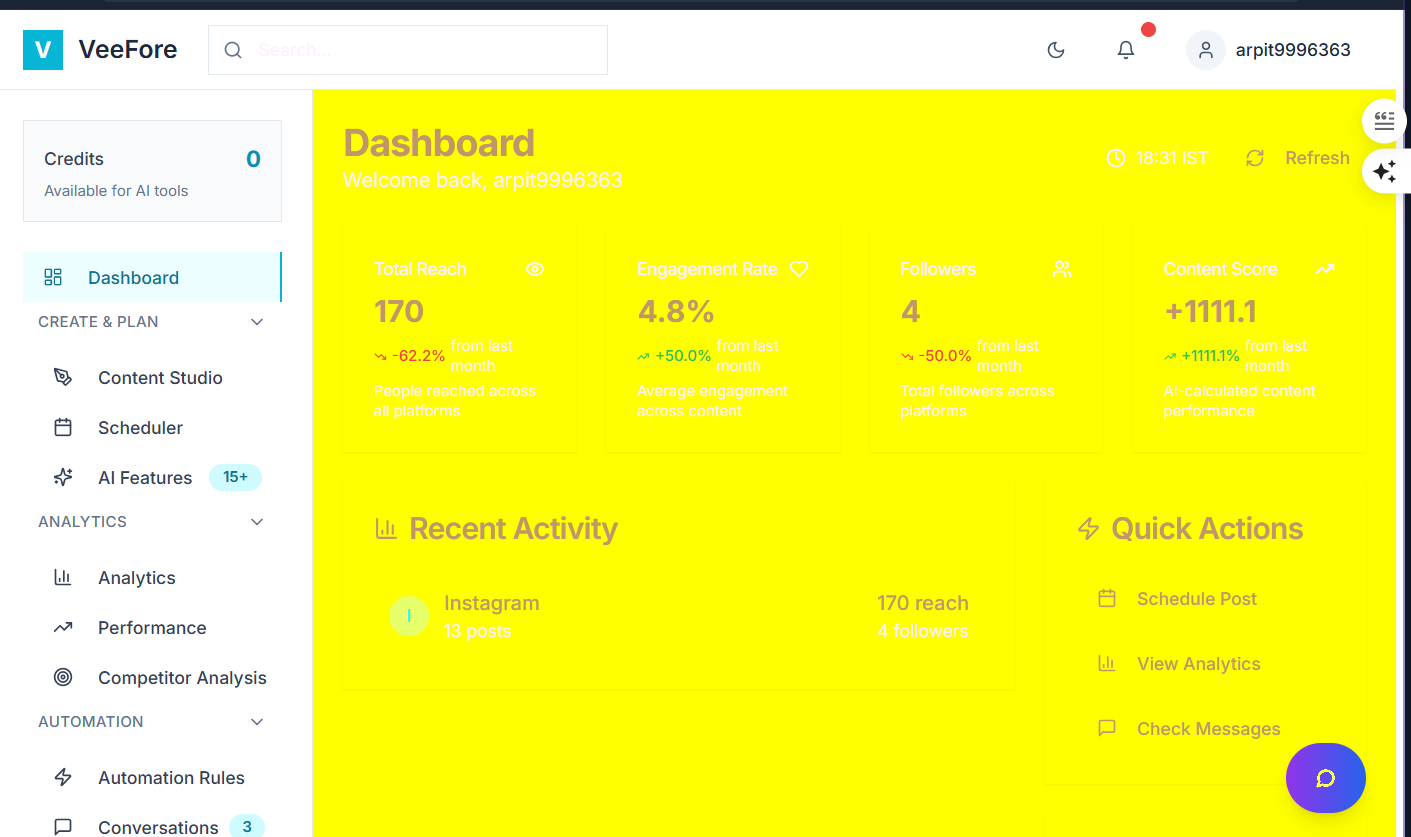 V VeeFore
Search...
arpit9996363
Credits 0
Available for AI tools
Dashboard
CREATE & PLAN
Content Studio
Scheduler
AI Features 15+
ANALYTICS
Analytics
Performance
Competitor Analysis
AUTOMATION
Automation Rules
Conversations 3
Dashboard
Welcome back, arpit9996363
18:31 IST Refresh
Total Reach
170
-62.2% from last
month
People reached across
all platforms
Engagement Rate
4.8%
+50.0% from last
month
Average engagement
across content
Followers
4
-50.0% from last
month
Total followers across
platforms
Content Score
+1111.1
+1111.1% from last
month
AI-calculated content
performance
Recent Activity
I Instagram 170 reach
13 posts 4 followers
Quick Actions
Schedule Post
View Analytics
Check Messages